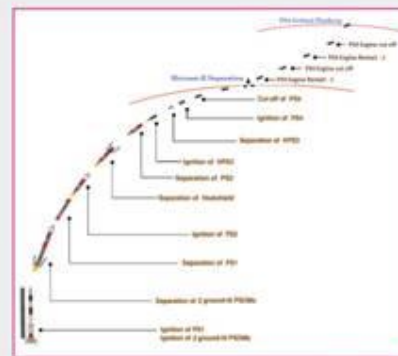 PS4 Engine cut off
PS4 Engine Restart - 2
PS4 Engine cut off
PS4 Engine Restart - 1
Separation
Cut-off of PS4
Ignition of PS4
Separation of HPS3
Ignition of HPS3
Separation of PS2
Separation of Heatshield
Ignition of PS2
Separation of PS1
Separation of 2 ground-lit PSOMs
Ignition of PS1
Ignition of 2 ground-lit PSOMs